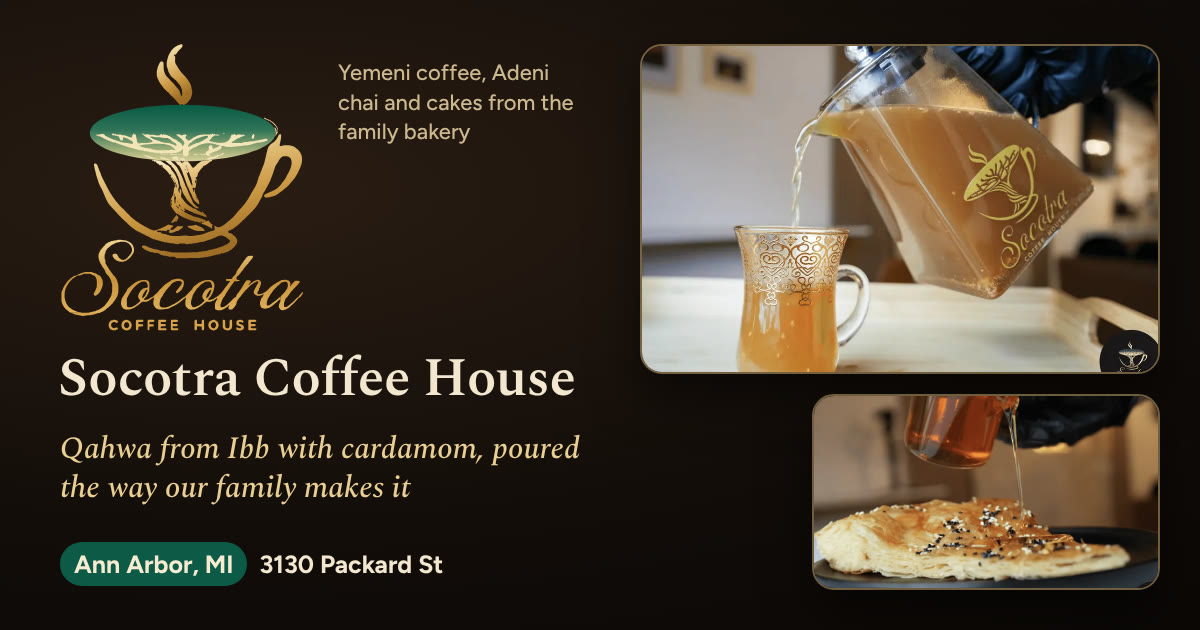 Socotra
COFFEE HOUSE
Yemeni coffee, Adeni
chai and cakes from the
family bakery
Socotra Coffee House
Qahwa from Ibb with cardamom, poured
the way our family makes it
Ann Arbor, MI
3130 Packard St
Socotra
COFFEE HOUSE